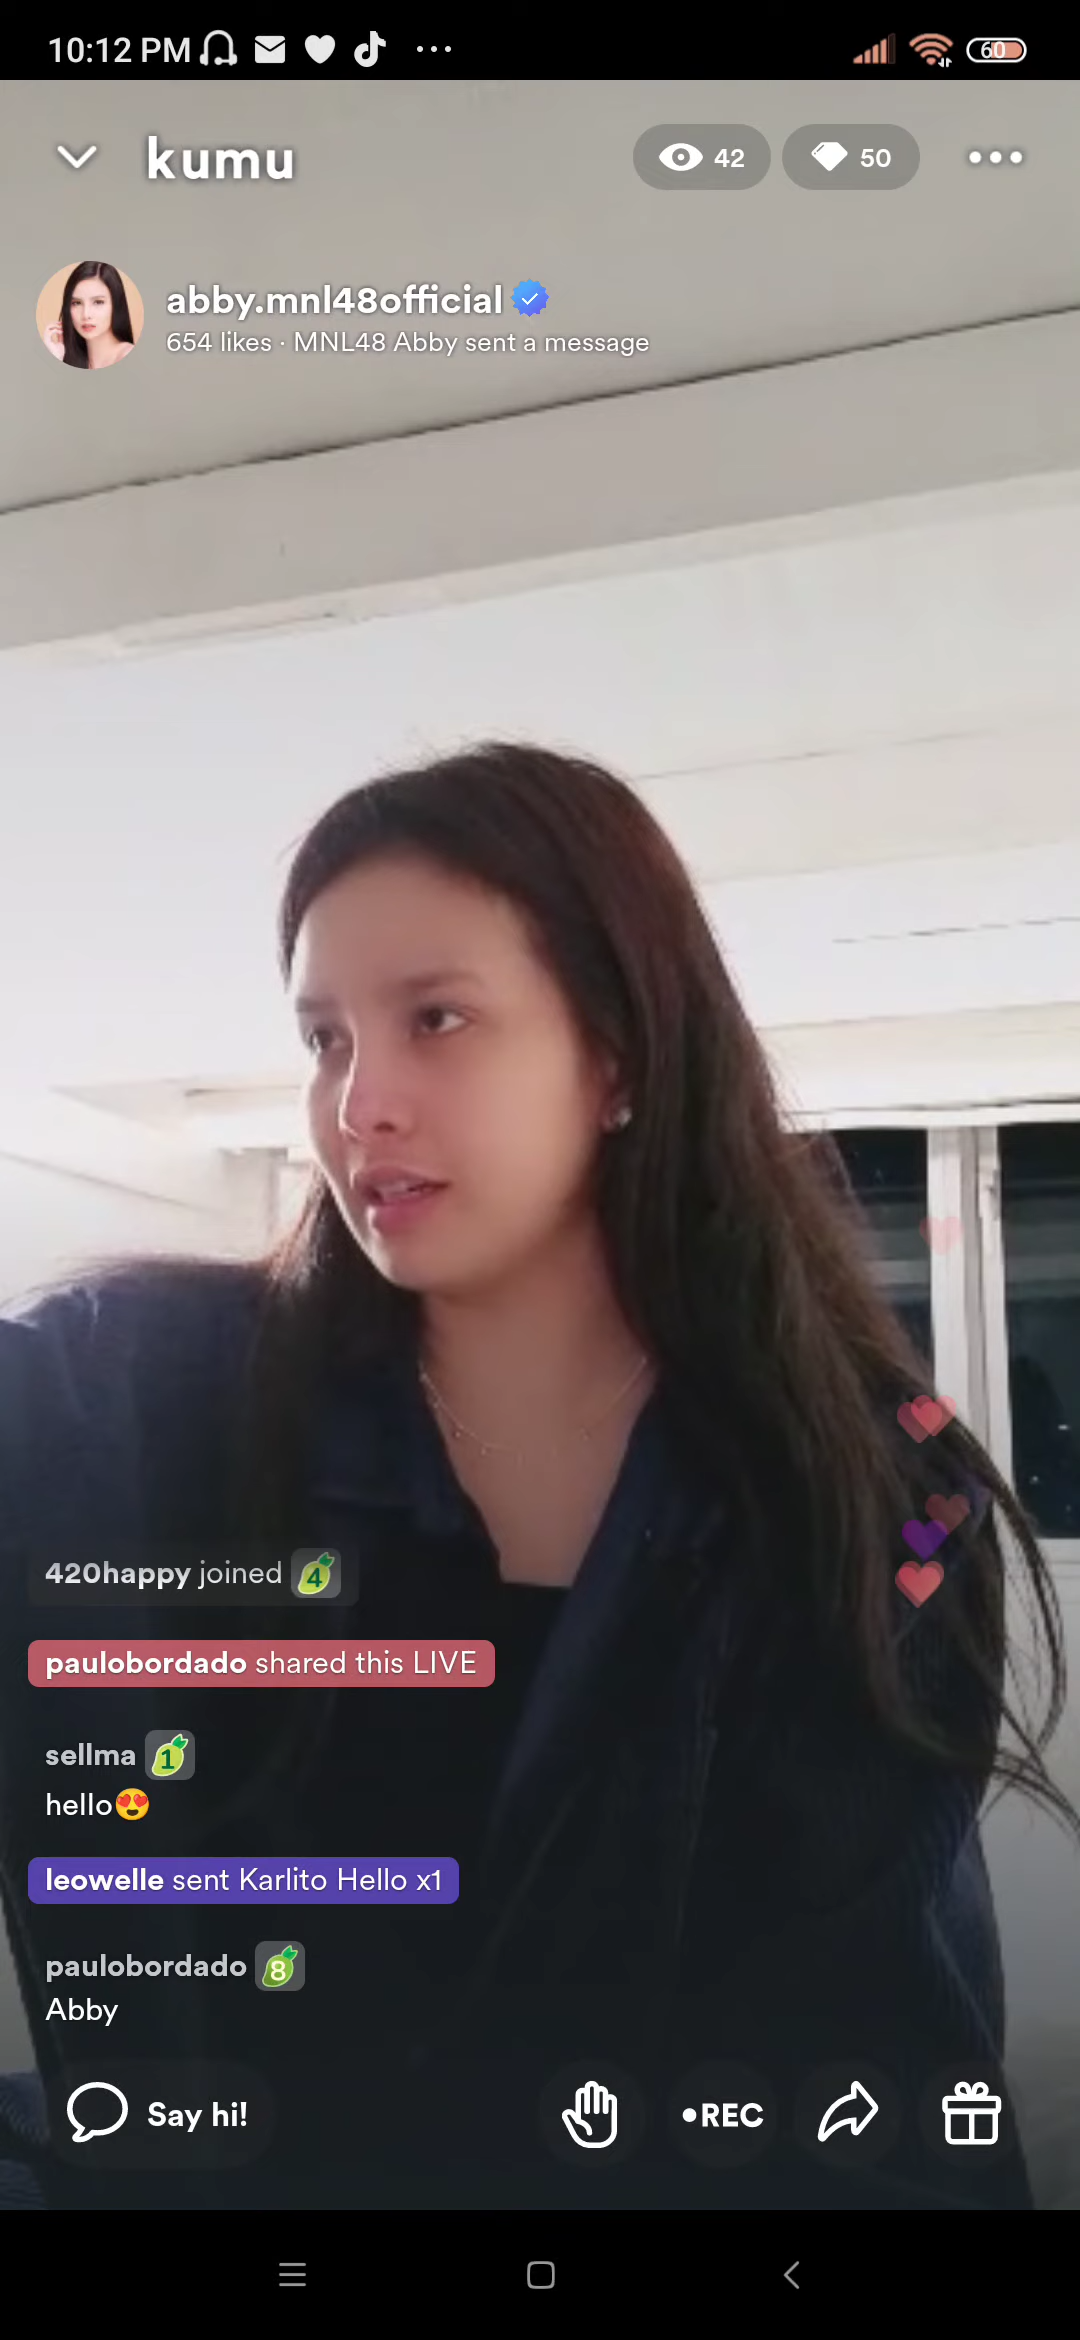 10:12 PM
60
kumu
42
50
abby.mnl48official
654 likes · MNL48 Abby sent a message
420happy joined 4
paulobordado shared this LIVE
sellma 1
hello😍
leowelle sent Karlito Hello x1
paulobordado 8
Abby
Say hi!
•REC